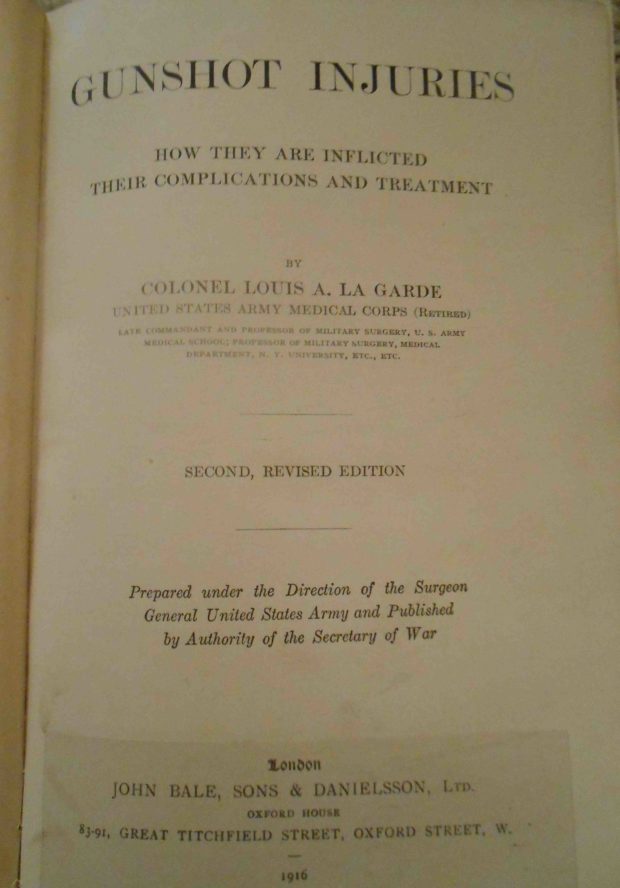 GUNSHOT INJURIES
HOW THEY ARE INFLICTED
THEIR COMPLICATIONS AND TREATMENT
BY
COLONEL LOUIS A. LA GARDE
UNITED STATES ARMY MEDICAL CORPS (RETIRED)
LATE COMMANDANT AND PROFESSOR OF MILITARY SURGERY, U. S. ARMY
MEDICAL SCHOOL; PROFESSOR OF MILITARY SURGERY, MEDICAL
DEPARTMENT, N. Y. UNIVERSITY, ETC., ETC.
SECOND, REVISED EDITION
Prepared under the Direction of the Surgeon
General United States Army and Published
by Authority of the Secretary of War
London
JOHN BALE, SONS & DANIELSSON, LTD.
OXFORD HOUSE
83-91, GREAT TITCHFIELD STREET, OXFORD STREET, W.
1916